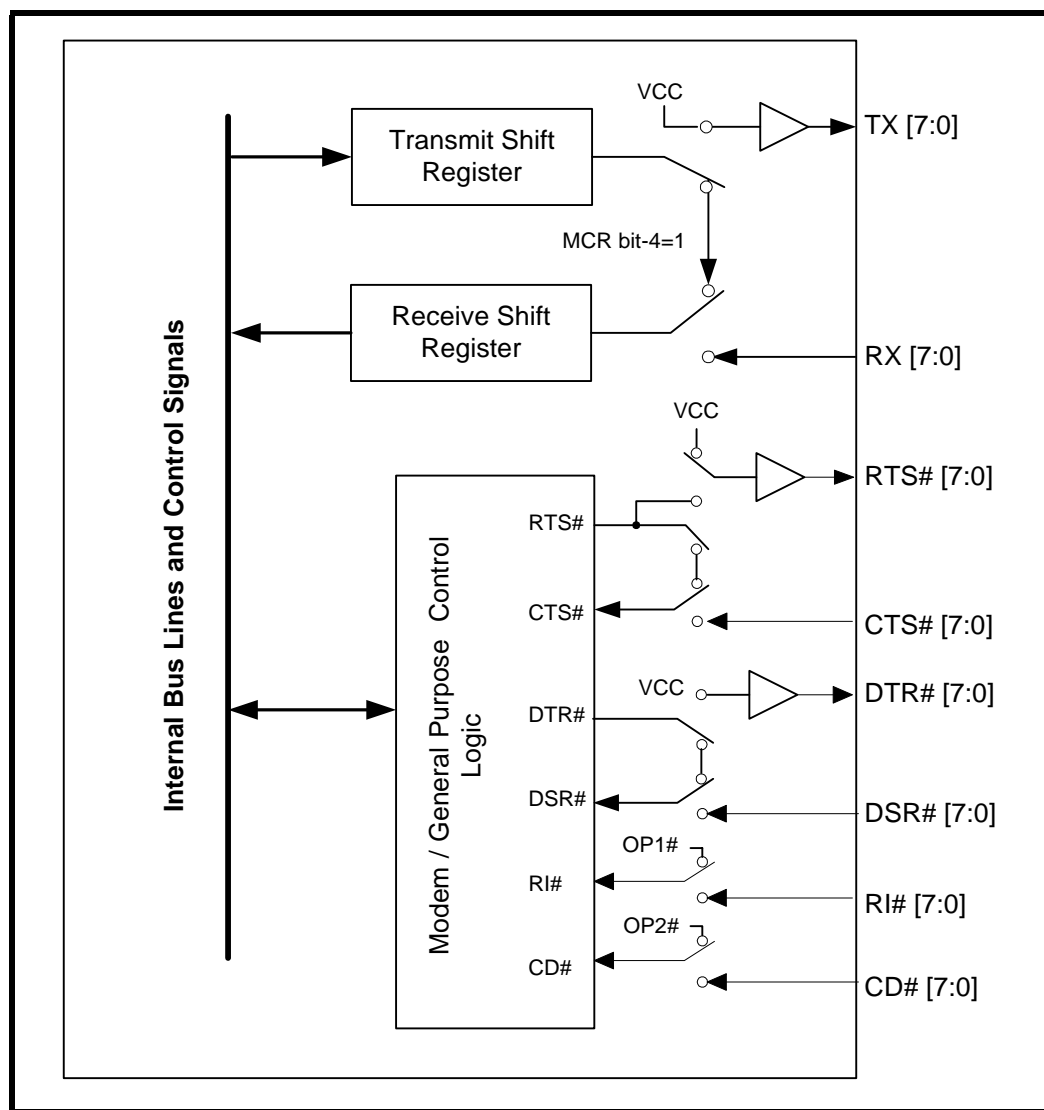 VCC
TX [7:0]
Transmit Shift
Register
MCR bit-4=1
Receive Shift
Register
RX [7:0]
Internal Bus Lines and Control Signals
VCC
RTS# [7:0]
Modem / General Purpose Control
Logic
RTS#
CTS#
CTS# [7:0]
VCC
DTR# [7:0]
DTR#
DSR#
DSR# [7:0]
OP1#
RI#
RI# [7:0]
OP2#
CD#
CD# [7:0]